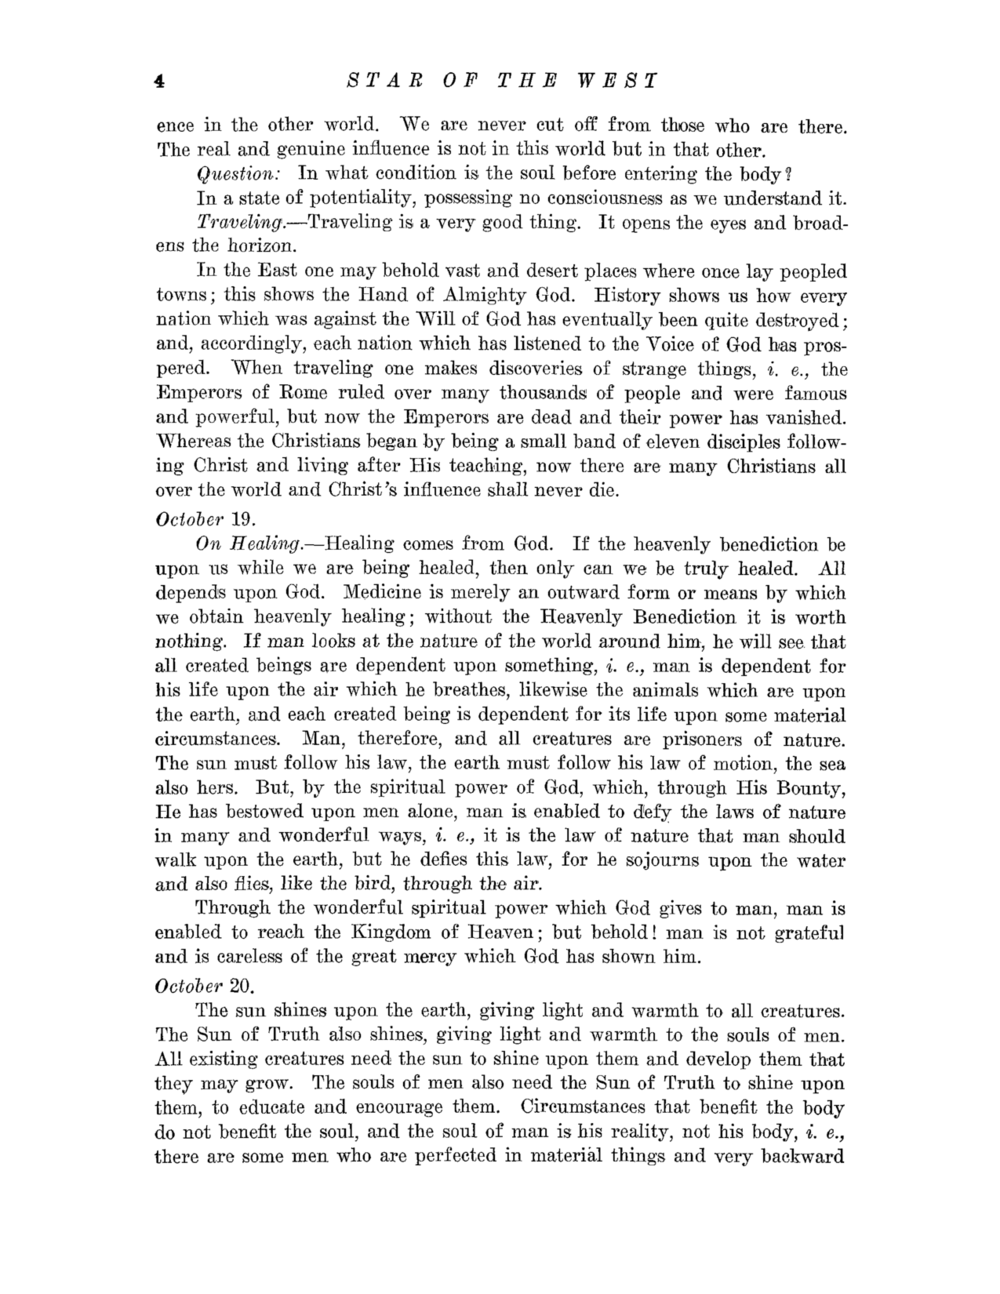 4 STAR OF THE WEST
ence in the other world. We are never cut off from those who are there.
The real and genuine influence is not in this world but in that other.
Question: In what condition is the soul before entering the body?
In a state of potentiality, possessing no consciousness as we understand it.
Traveling.—Traveling is a very good thing. It opens the eyes and broad-
ens the horizon.
In the East one may behold vast and desert places where once lay peopled
towns; this shows the Hand of Almighty God. History shows us how every
nation which was against the Will of God has eventually been quite destroyed;
and, accordingly, each nation which has listened to the Voice of God has pros-
pered. When traveling one makes discoveries of strange things, i. e., the
Emperors of Rome ruled over many thousands of people and were famous
and powerful, but now the Emperors are dead and their power has vanished.
Whereas the Christians began by being a small band of eleven disciples follow-
ing Christ and living after His teaching, now there are many Christians all
over the world and Christ's influence shall never die.
October 19.
On Healing.—Healing comes from God. If the heavenly benediction be
upon us while we are being healed, then only can we be truly healed. All
depends upon God. Medicine is merely an outward form or means by which
we obtain heavenly healing; without the Heavenly Benediction it is worth
nothing. If man looks at the nature of the world around him, he will see that
all created beings are dependent upon something, i. e., man is dependent for
his life upon the air which he breathes, likewise the animals which are upon
the earth, and each created being is dependent for its life upon some material
circumstances. Man, therefore, and all creatures are prisoners of nature.
The sun must follow his law, the earth must follow his law of motion, the sea
also hers. But, by the spiritual power of God, which, through His Bounty,
He has bestowed upon men alone, man is enabled to defy the laws of nature
in many and wonderful ways, i. e., it is the law of nature that man should
walk upon the earth, but he defies this law, for he sojourns upon the water
and also flies, like the bird, through the air.
Through the wonderful spiritual power which God gives to man, man is
enabled to reach the Kingdom of Heaven; but behold! man is not grateful
and is careless of the great mercy which God has shown him.
October 20.
The sun shines upon the earth, giving light and warmth to all creatures.
The Sun of Truth also shines, giving light and warmth to the souls of men.
All existing creatures need the sun to shine upon them and develop them that
they may grow. The souls of men also need the Sun of Truth to shine upon
them, to educate and encourage them. Circumstances that benefit the body
do not benefit the soul, and the soul of man is his reality, not his body, i. e.,
there are some men who are perfected in material things and very backward